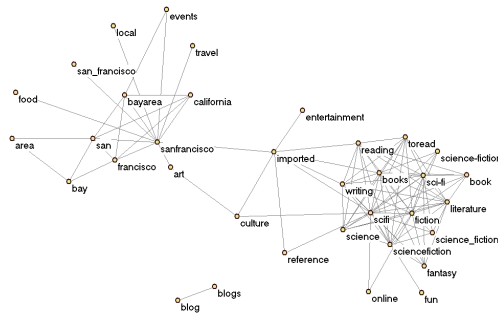 events
local
travel
san_francisco
food
bayarea
california
entertainment
area
san
sanfrancisco
francisco
imported
reading
toread
science-fiction
art
bay
writing
books
sci-fi
book
culture
scifi
fiction
literature
science
sciencefiction
science_fiction
reference
fantasy
blogs
blog
online
fun